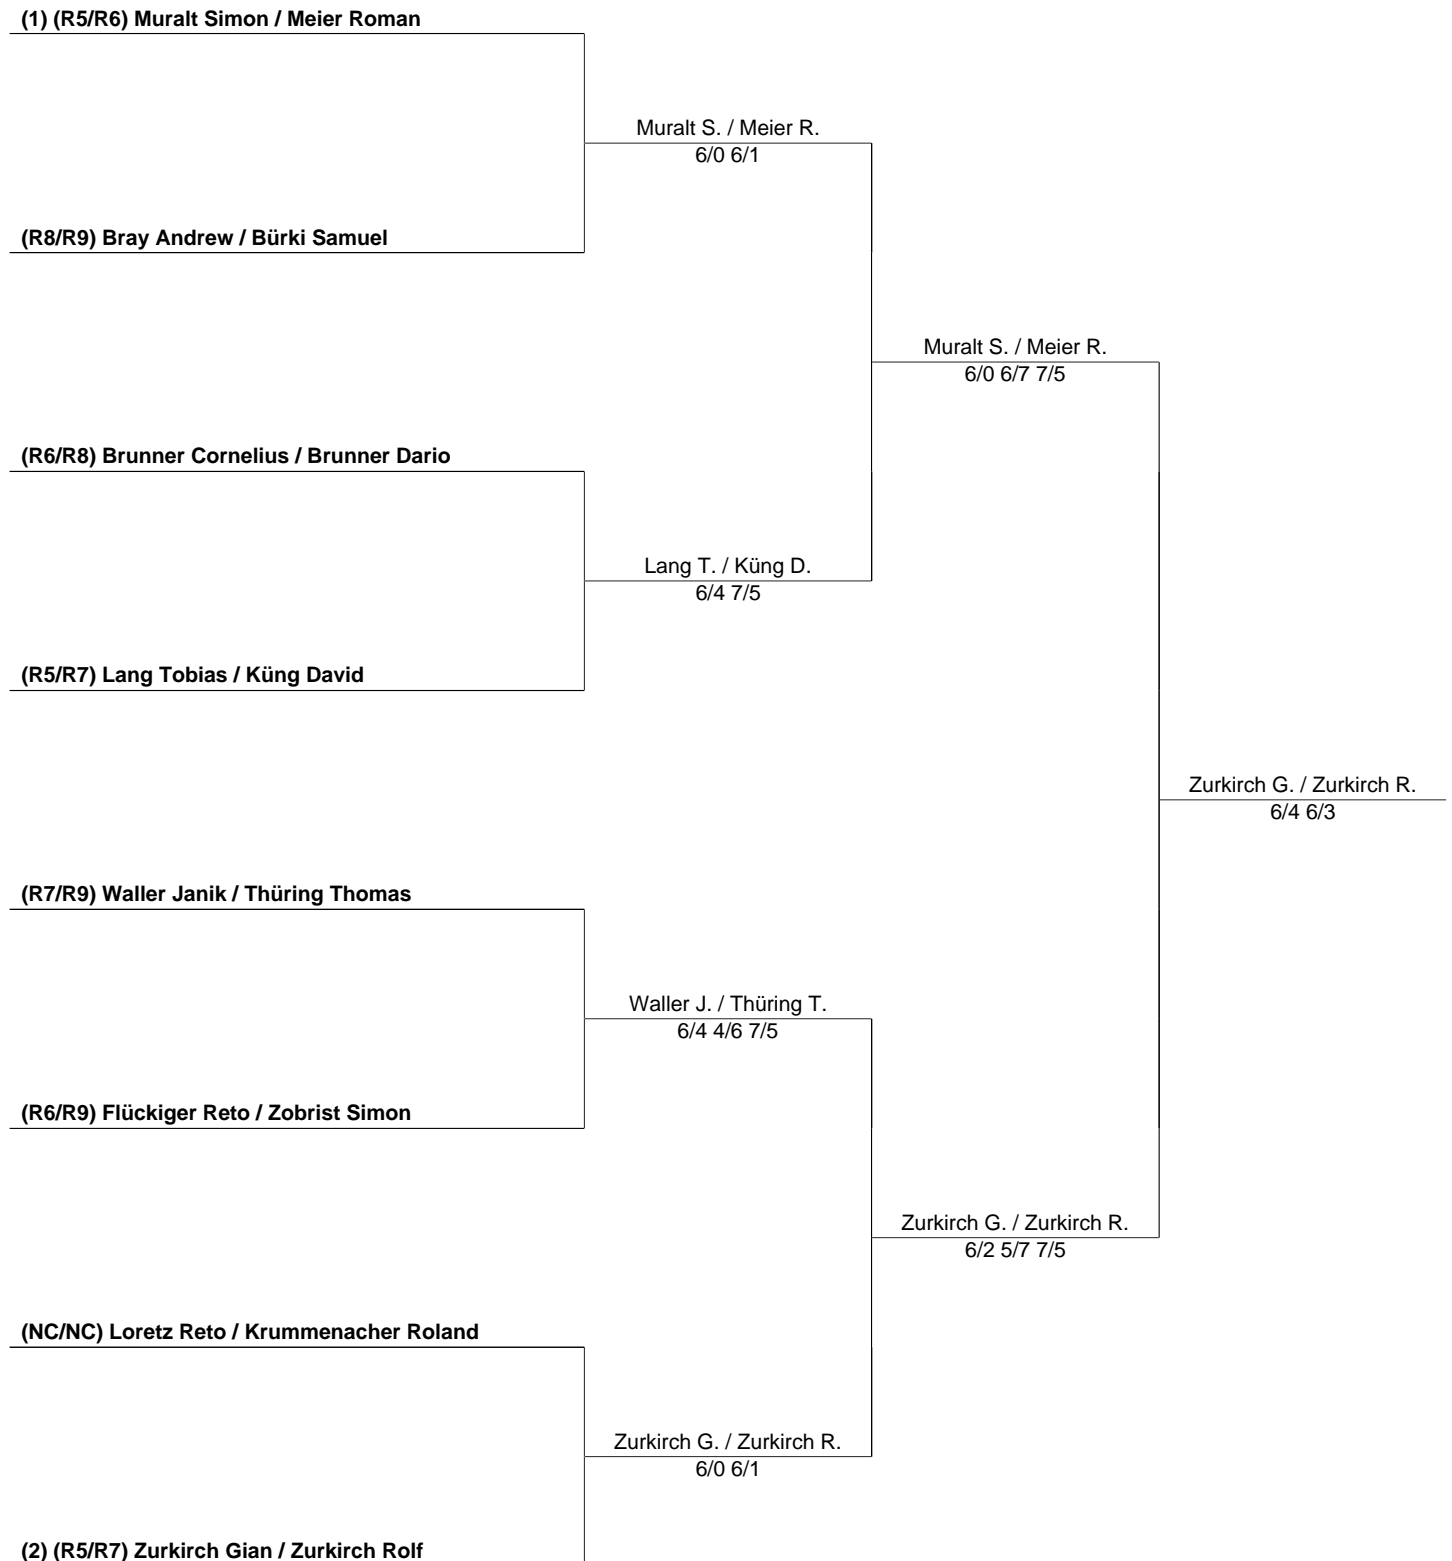 (1) (R5/R6) Muralt Simon / Meier Roman
Muralt S. / Meier R.
6/0 6/1
(R8/R9) Bray Andrew / Bürki Samuel
Muralt S. / Meier R.
6/0 6/7 7/5
(R6/R8) Brunner Cornelius / Brunner Dario
Lang T. / Küng D.
6/4 7/5
(R5/R7) Lang Tobias / Küng David
Zurkirch G. / Zurkirch R.
6/4 6/3
(R7/R9) Waller Janik / Thüring Thomas
Waller J. / Thüring T.
6/4 4/6 7/5
(R6/R9) Flückiger Reto / Zobrist Simon
Zurkirch G. / Zurkirch R.
6/2 5/7 7/5
(NC/NC) Loretz Reto / Krummenacher Roland
Zurkirch G. / Zurkirch R.
6/0 6/1
(2) (R5/R7) Zurkirch Gian / Zurkirch Rolf